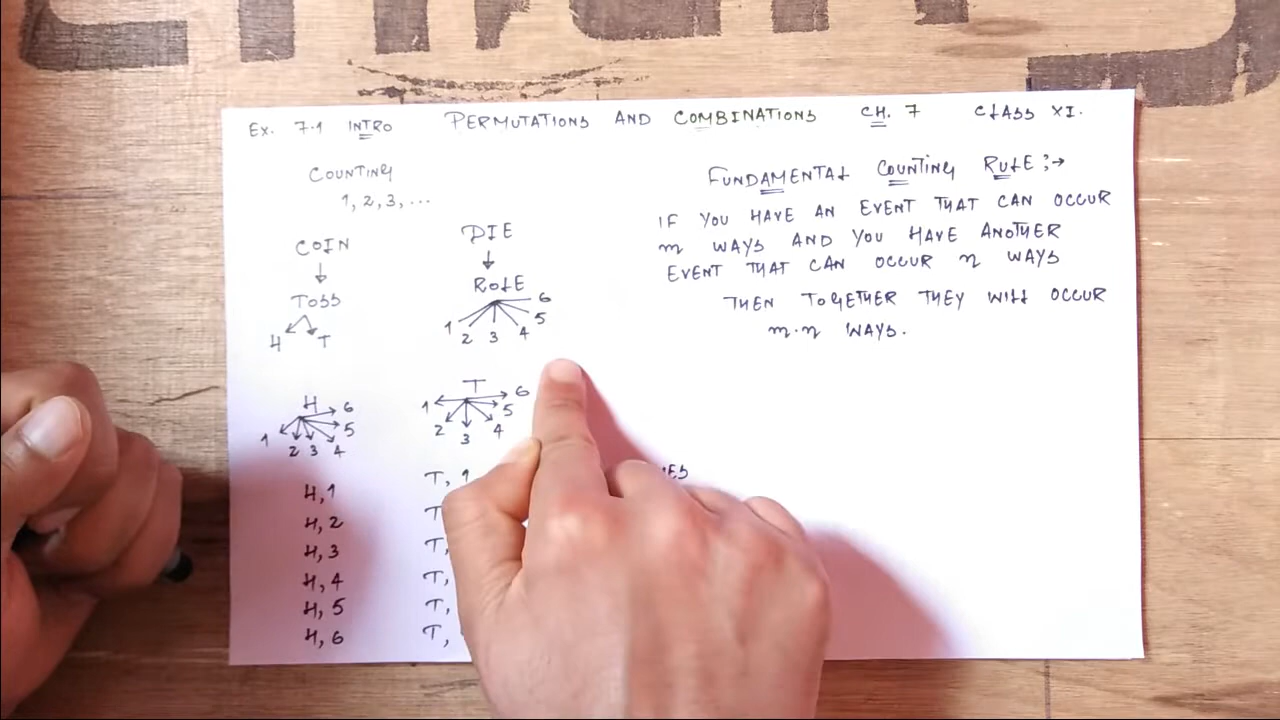 Ex. 7.1 INTRO PERMUTATIONS AND COMBINATIONS CH. 7 CLASS XI.
COUNTING
1, 2, 3, ...
COIN
TOSS
H T
DIE
ROLE
1 2 3 4 5 6
H
1 2 3 4 5 6
T
1 2 3 4 5 6
H, 1
H, 2
H, 3
H, 4
H, 5
H, 6
T, 1
T,
T,
T,
T,
T,
FUNDAMENTAL COUNTING RULE :→
IF YOU HAVE AN EVENT THAT CAN OCCUR
m WAYS AND YOU HAVE ANOTHER
EVENT THAT CAN OCCUR n WAYS
THEN TOGETHER THEY WILL OCCUR
m·n WAYS.